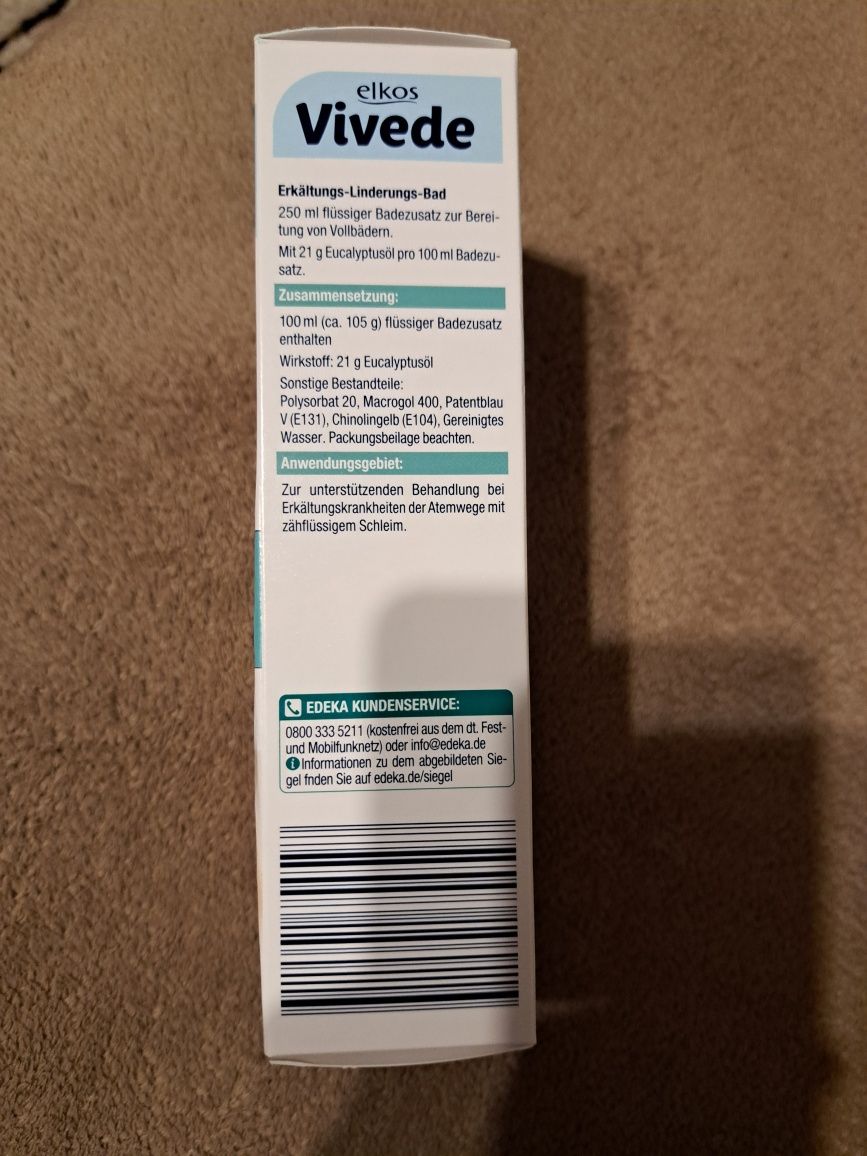 elkos
Vivede
Erkältungs-Linderungs-Bad
250 ml flüssiger Badezusatz zur Berei-
tung von Vollbädern.
Mit 21 g Eucalyptusöl pro 100 ml Badezu-
satz.
Zusammensetzung:
100 ml (ca. 105 g) flüssiger Badezusatz
enthalten
Wirkstoff: 21 g Eucalyptusöl
Sonstige Bestandteile:
Polysorbat 20, Macrogol 400, Patentblau
V (E131), Chinolingelb (E104), Gereinigtes
Wasser. Packungsbeilage beachten.
Anwendungsgebiet:
Zur unterstützenden Behandlung bei
Erkältungskrankheiten der Atemwege mit
zähflüssigem Schleim.
EDEKA KUNDENSERVICE:
0800 333 5211 (kostenfrei aus dem dt. Fest-
und Mobilfunknetz) oder info@edeka.de
i Informationen zu dem abgebildeten Sie-
gel fnden Sie auf edeka.de/siegel